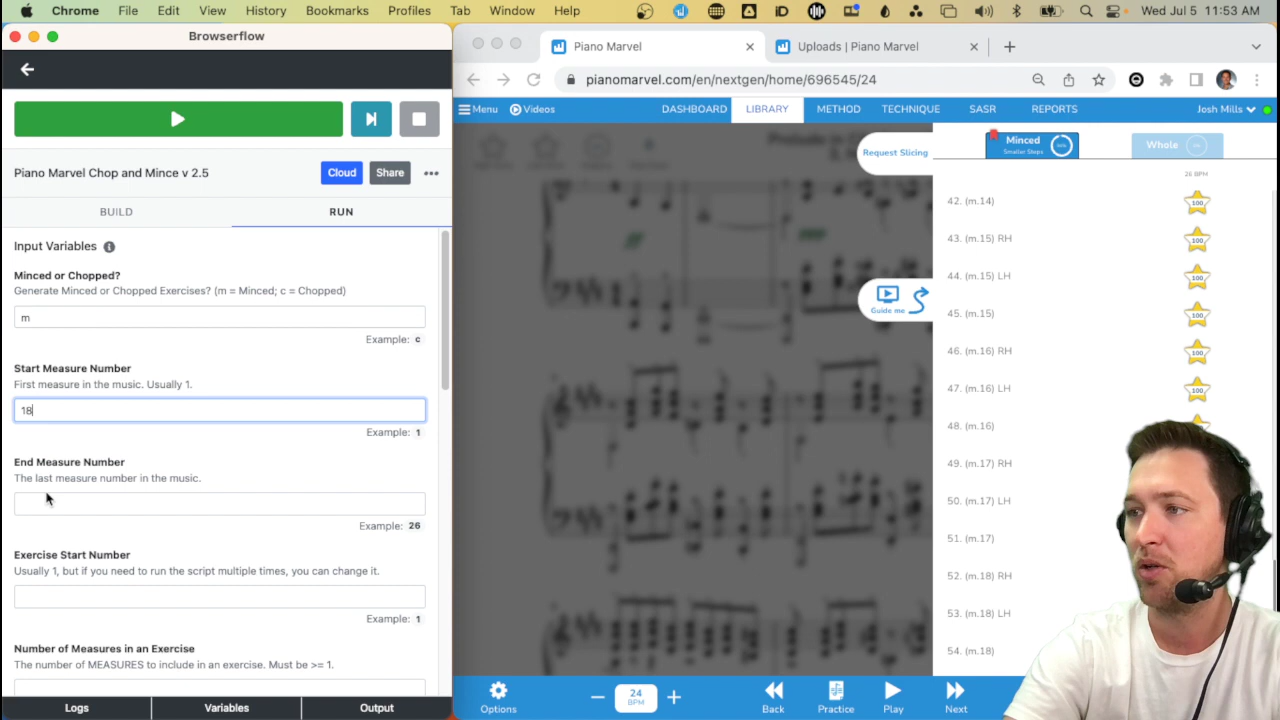 Chrome File Edit View History Bookmarks Profiles Tab Window Help Wed Jul 5 11:53 AM
Browserflow
Piano Marvel Chop and Mince v 2.5 Cloud Share
BUILD RUN
Input Variables
Minced or Chopped?
Generate Minced or Chopped Exercises? (m = Minced; c = Chopped)
m
Example: c
Start Measure Number
First measure in the music. Usually 1.
18
Example: 1
End Measure Number
The last measure number in the music.
Example: 26
Exercise Start Number
Usually 1, but if you need to run the script multiple times, you can change it.
Example: 1
Number of Measures in an Exercise
The number of MEASURES to include in an exercise. Must be >= 1.
Logs Variables Output
Piano Marvel Uploads | Piano Marvel
pianomarvel.com/en/nextgen/home/696545/24
Menu Videos DASHBOARD LIBRARY METHOD TECHNIQUE SASR REPORTS Josh Mills
Request Slicing
Guide me
Minced
Smaller Steps
Whole
26 BPM
42. (m.14) 100
43. (m.15) RH 100
44. (m.15) LH 100
45. (m.15) 100
46. (m.16) RH 100
47. (m.16) LH 100
48. (m.16)
49. (m.17) RH
50. (m.17) LH
51. (m.17)
52. (m.18) RH
53. (m.18) LH
54. (m.18)
Options
24
BPM
Back Practice Play Next